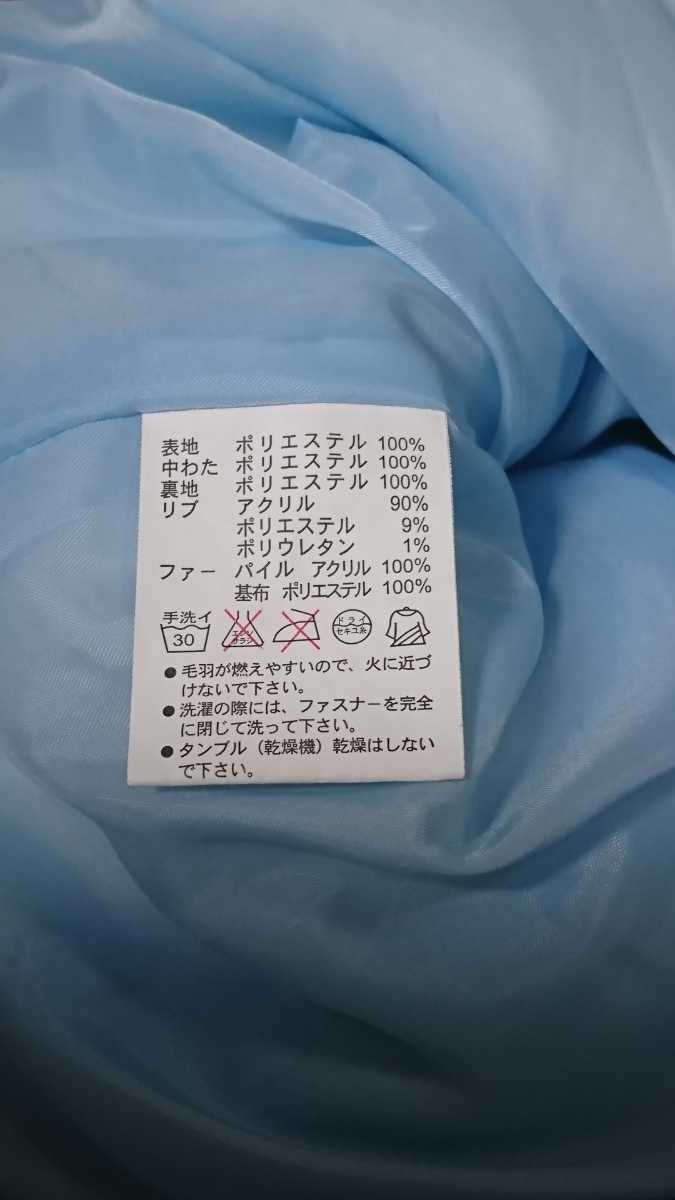 表地 ポリエステル 100%
中わた ポリエステル 100%
裏地 ポリエステル 100%
リブ アクリル 90%
ポリエステル 9%
ポリウレタン 1%
ファー パイル アクリル 100%
基布 ポリエステル 100%
手洗イ
30
エンソ
サラシ
ドライ
セキユ系
●毛羽が燃えやすいので、火に近づ
けないで下さい。
●洗濯の際には、ファスナーを完全
に閉じて洗って下さい。
●タンブル（乾燥機）乾燥はしない
で下さい。